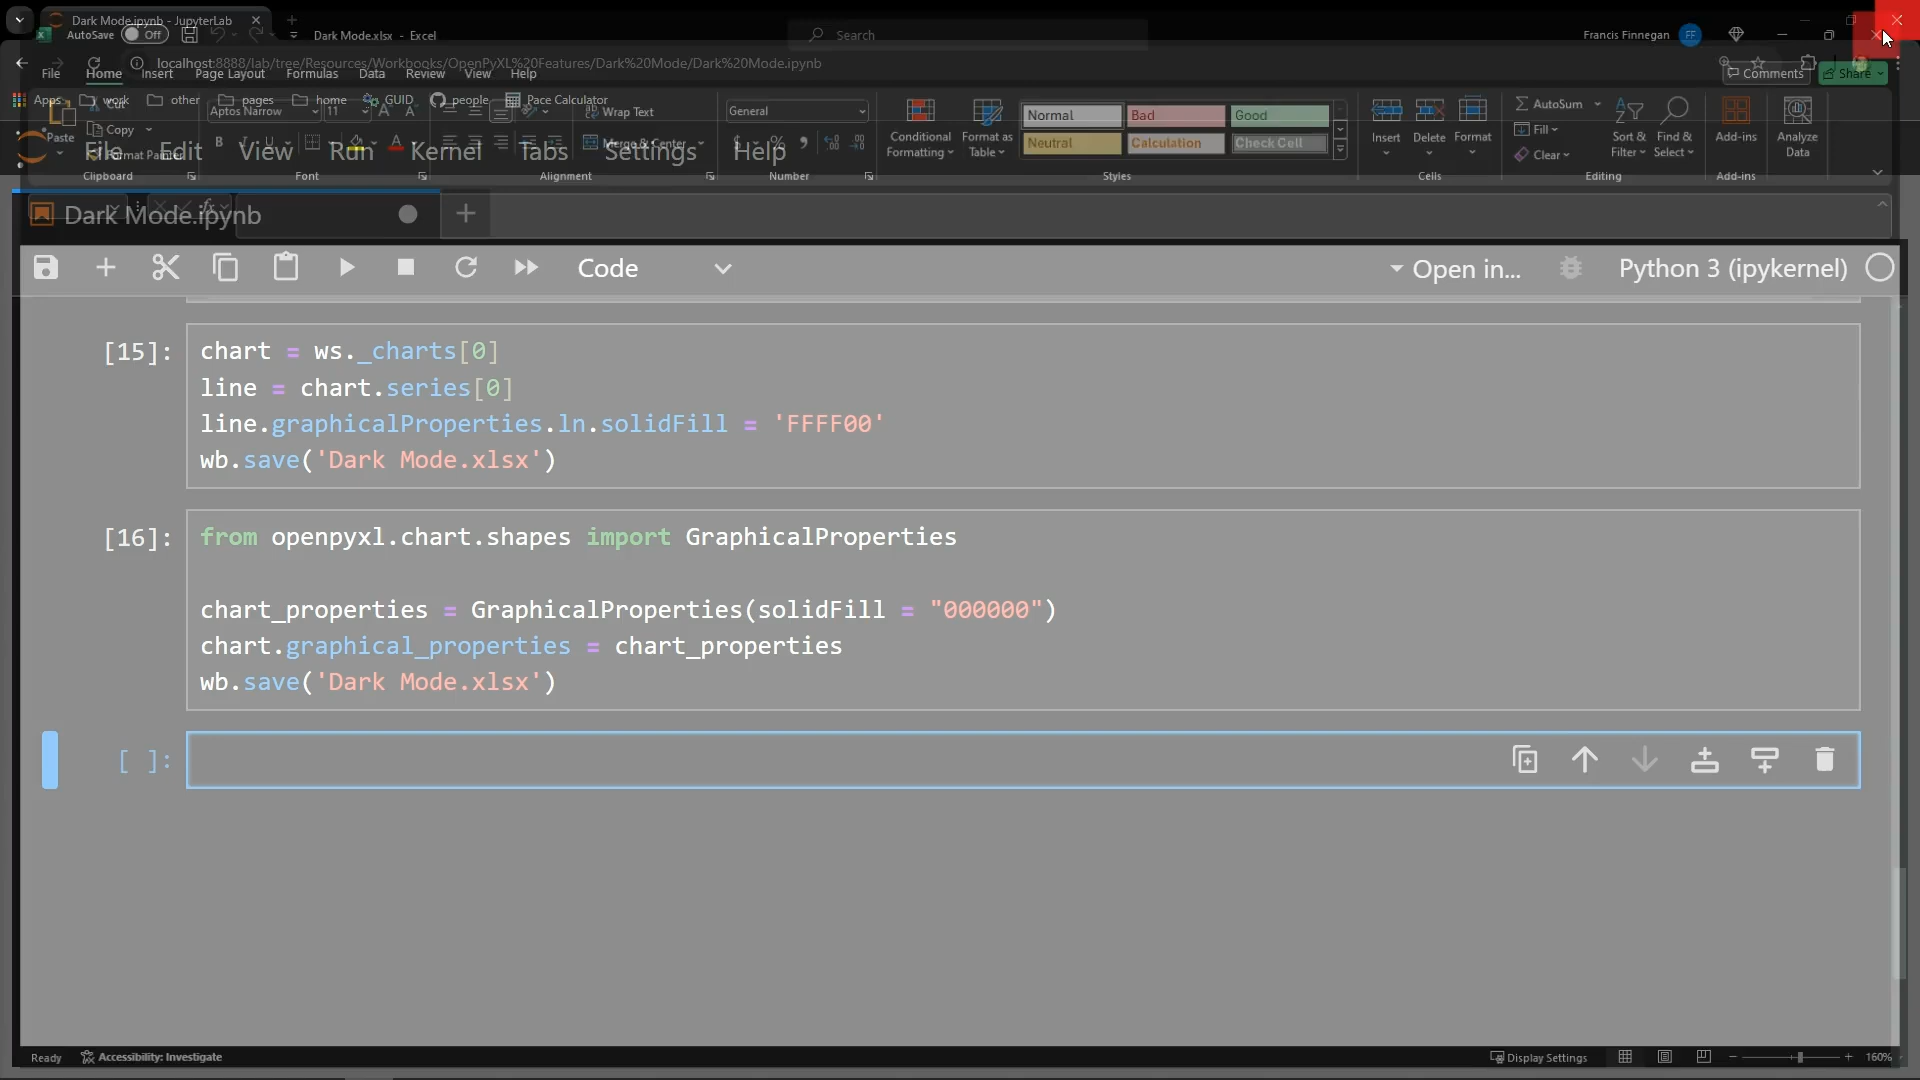 Dark Mode.ipynb - JupyterLab
AutoSave Off Dark Mode.xlsx - Excel Search Francis Finnegan FF
localhost:8888/lab/tree/Resources/Workbooks/OpenPyXL%20Features/Dark%20Mode/Dark%20Mode.ipynb
File Home Insert Page Layout Formulas Data Review View Help Comments Share
Apps work other pages home GUID people Pace Calculator
Cut Aptos Narrow 11 Wrap Text General
Paste Copy Format Painter Merge & Center
Conditional Formatting Format as Table
Normal Bad Good
Neutral Calculation Check Cell
Insert Delete Format
AutoSum Fill Clear
Sort & Filter Find & Select
Add-ins Analyze Data
File Edit View Run Kernel Tabs Settings Help
Clipboard Font Alignment Number Styles Cells Editing Add-ins
Dark Mode.ipynb
Code Open in... Python 3 (ipykernel)
[15]: chart = ws._charts[0]
line = chart.series[0]
line.graphicalProperties.ln.solidFill = 'FFFF00'
wb.save('Dark Mode.xlsx')
[16]: from openpyxl.chart.shapes import GraphicalProperties
chart_properties = GraphicalProperties(solidFill = "000000")
chart.graphical_properties = chart_properties
wb.save('Dark Mode.xlsx')
[ ]:
Ready Accessibility: Investigate Display Settings 160%